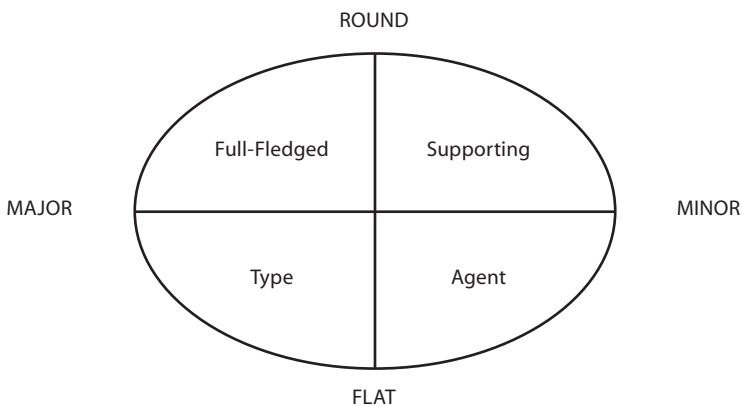 ROUND
Full-Fledged
Supporting
MAJOR
MINOR
Type
Agent
FLAT